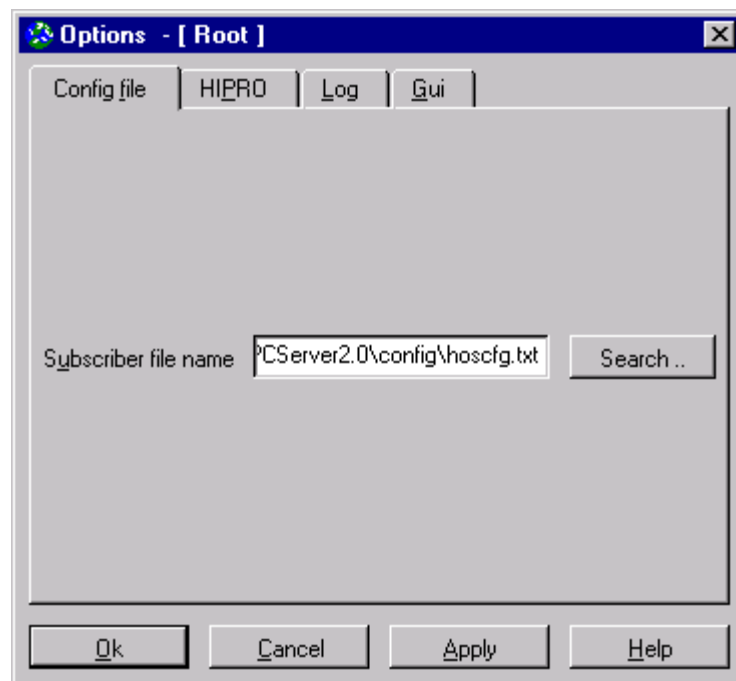 Options - [ Root ]
Config file HIPRO Log Gui
Subscriber file name PCServer2.0\config\hoscfg.txt Search ..
Ok Cancel Apply Help